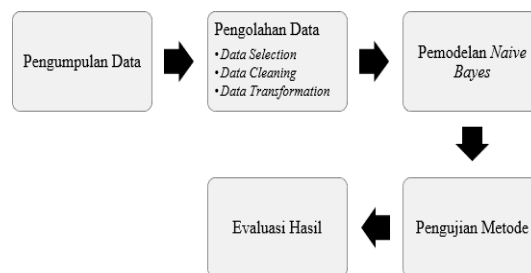 Pengumpulan Data
Pengolahan Data
•Data Selection
•Data Cleaning
•Data Transformation
Pemodelan Naive
Bayes
Pengujian Metode
Evaluasi Hasil